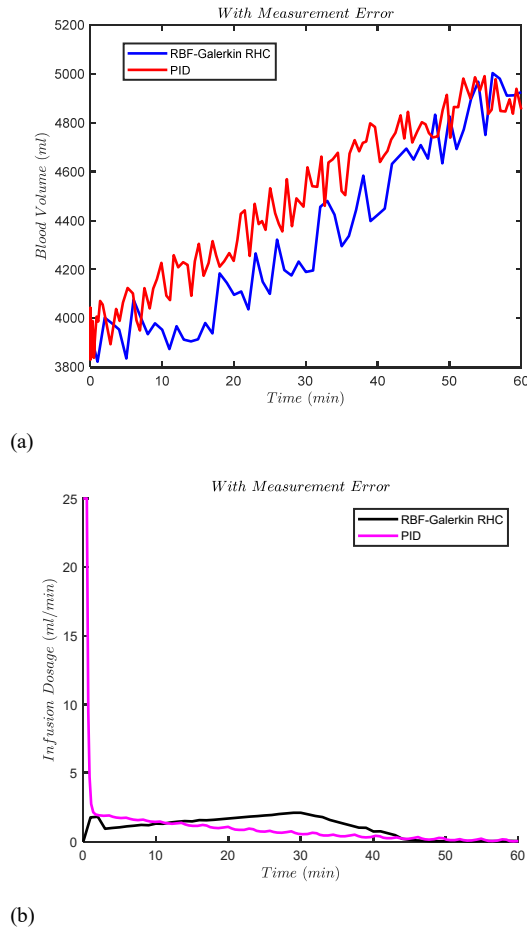 With Measurement Error
5200
5000
4800
4600
4400
4200
4000
3800
Blood Volume (ml)
RBF-Galerkin RHC
PID
0 10 20 30 40 50 60
Time (min)
(a)
With Measurement Error
25
20
15
10
5
0
Infusion Dosage (ml/min)
RBF-Galerkin RHC
PID
0 10 20 30 40 50 60
Time (min)
(b)